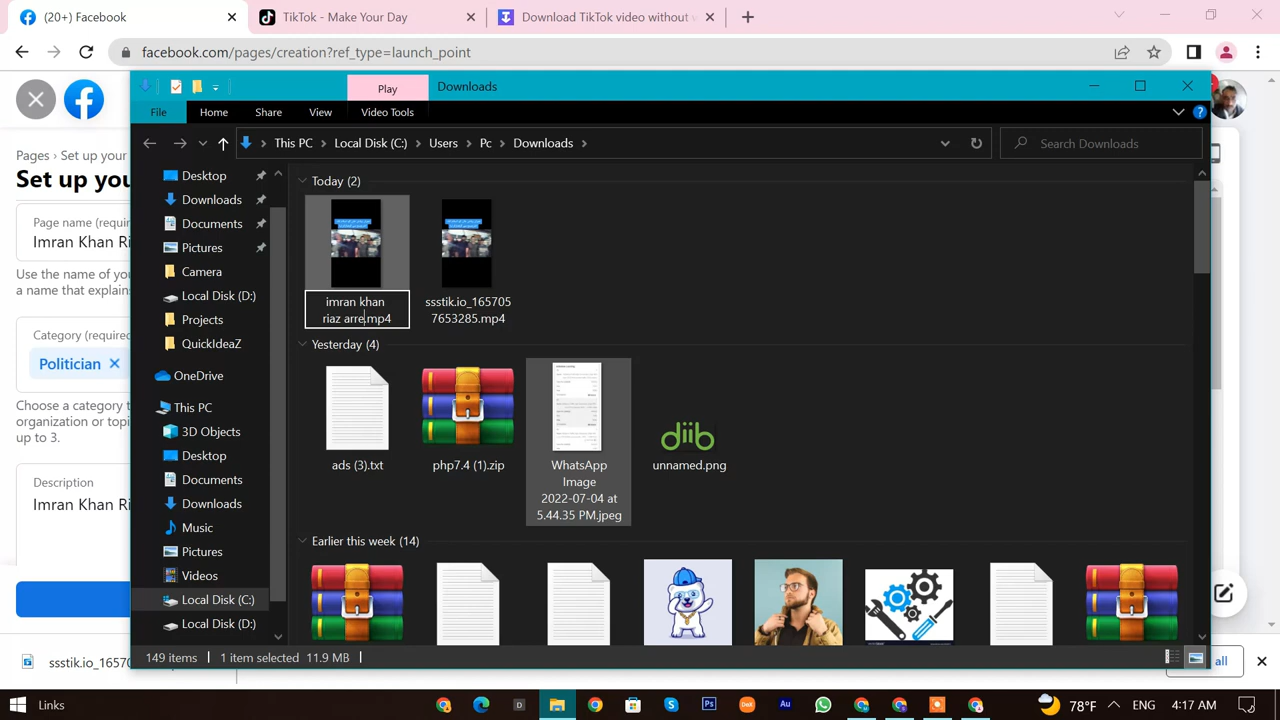 (20+) Facebook
TikTok - Make Your Day
Download TikTok video without
facebook.com/pages/creation?ref_type=launch_point
Play
Downloads
File
Home
Share
View
Video Tools
This PC
Local Disk (C:)
Users
Pc
Downloads
Search Downloads
Pages
Set up your
Set up you
Page name (requir
Imran Khan Ri
Use the name of you
a name that explains
Category (required
Politician
Choose a category t
organization or topi
up to 3.
Description
Imran Khan Ri
Desktop
Downloads
Documents
Pictures
Camera
Local Disk (D:)
Projects
QuickIdeaZ
OneDrive
This PC
3D Objects
Desktop
Documents
Downloads
Music
Pictures
Videos
Local Disk (C:)
Local Disk (D:)
Today (2)
imran khan
riaz arre.mp4
ssstik.io_165705
7653285.mp4
Yesterday (4)
ads (3).txt
php7.4 (1).zip
WhatsApp
Image
2022-07-04 at
5.44.35 PM.jpeg
diib
unnamed.png
Earlier this week (14)
149 items
1 item selected
11.9 MB
ssstik.io_16570
all
Links
78°F
ENG
4:17 AM